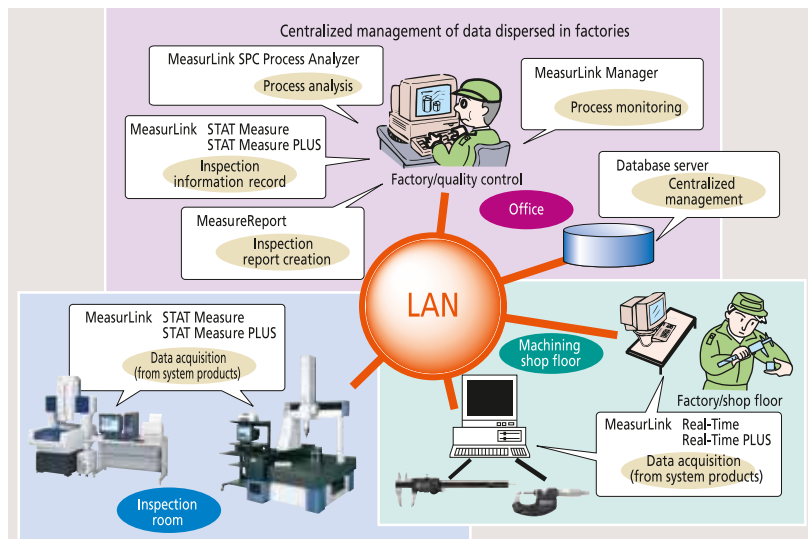 Centralized management of data dispersed in factories
MeasurLink SPC Process Analyzer
Process analysis
MeasurLink Manager
Process monitoring
MeasurLink STAT Measure
STAT Measure PLUS
Inspection
information record
Factory/quality control
Database server
Centralized
management
MeasureReport
Inspection
report creation
Office
LAN
MeasurLink STAT Measure
STAT Measure PLUS
Data acquisition
(from system products)
Machining
shop floor
Factory/shop floor
MeasurLink Real-Time
Real-Time PLUS
Data acquisition
(from system products)
Inspection
room